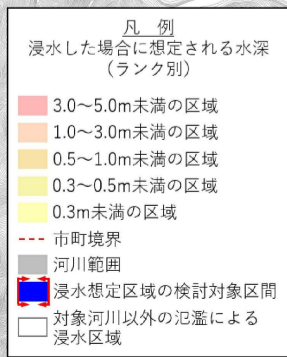 凡 例
浸水した場合に想定される水深
(ランク別)
3.0～5.0m未満の区域
1.0～3.0m未満の区域
0.5～1.0m未満の区域
0.3～0.5m未満の区域
0.3m未満の区域
市町境界
河川範囲
浸水想定区域の検討対象区間
対象河川以外の氾濫による
浸水区域